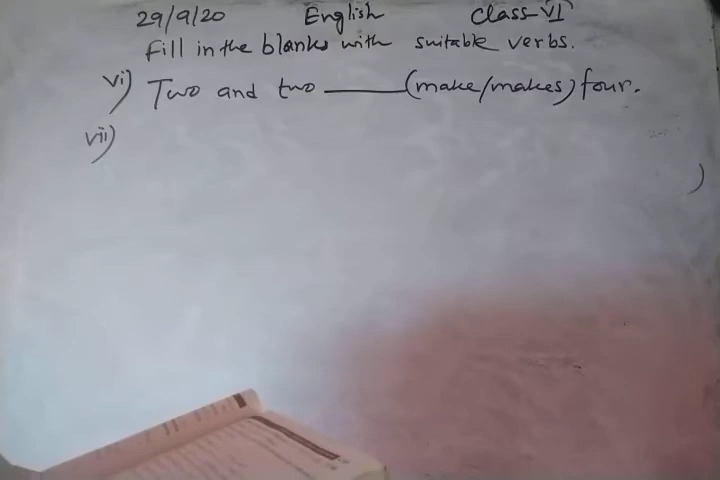 29/9/20 English Class-VI
Fill in the blanks with suitable verbs.
vi) Two and two ______ (make/makes) four.
vii)
)